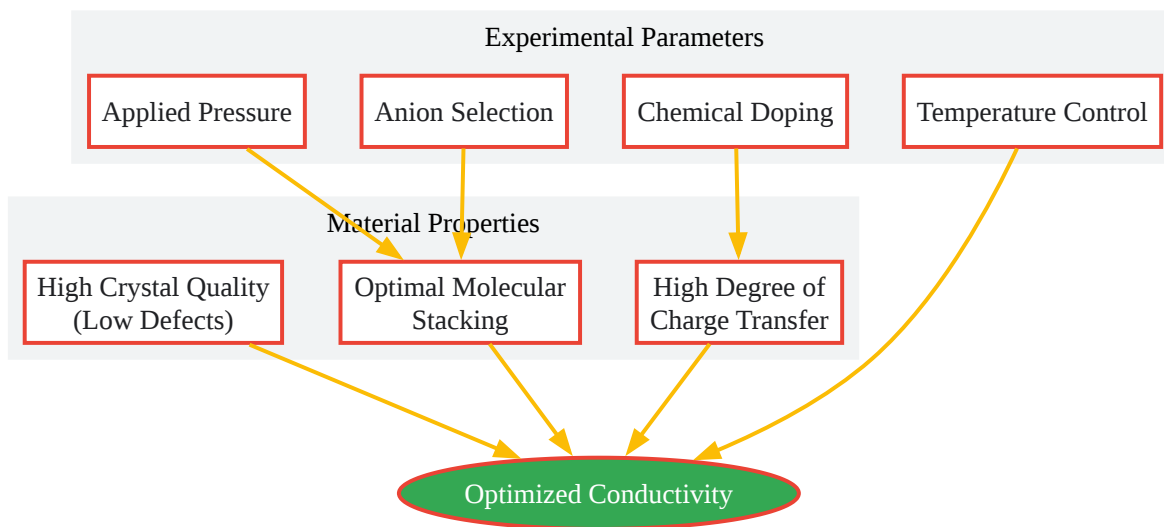 Experimental Parameters
Applied Pressure
Anion Selection
Chemical Doping
Temperature Control
Material Properties
High Crystal Quality
(Low Defects)
Optimal Molecular
Stacking
High Degree of
Charge Transfer
Optimized Conductivity